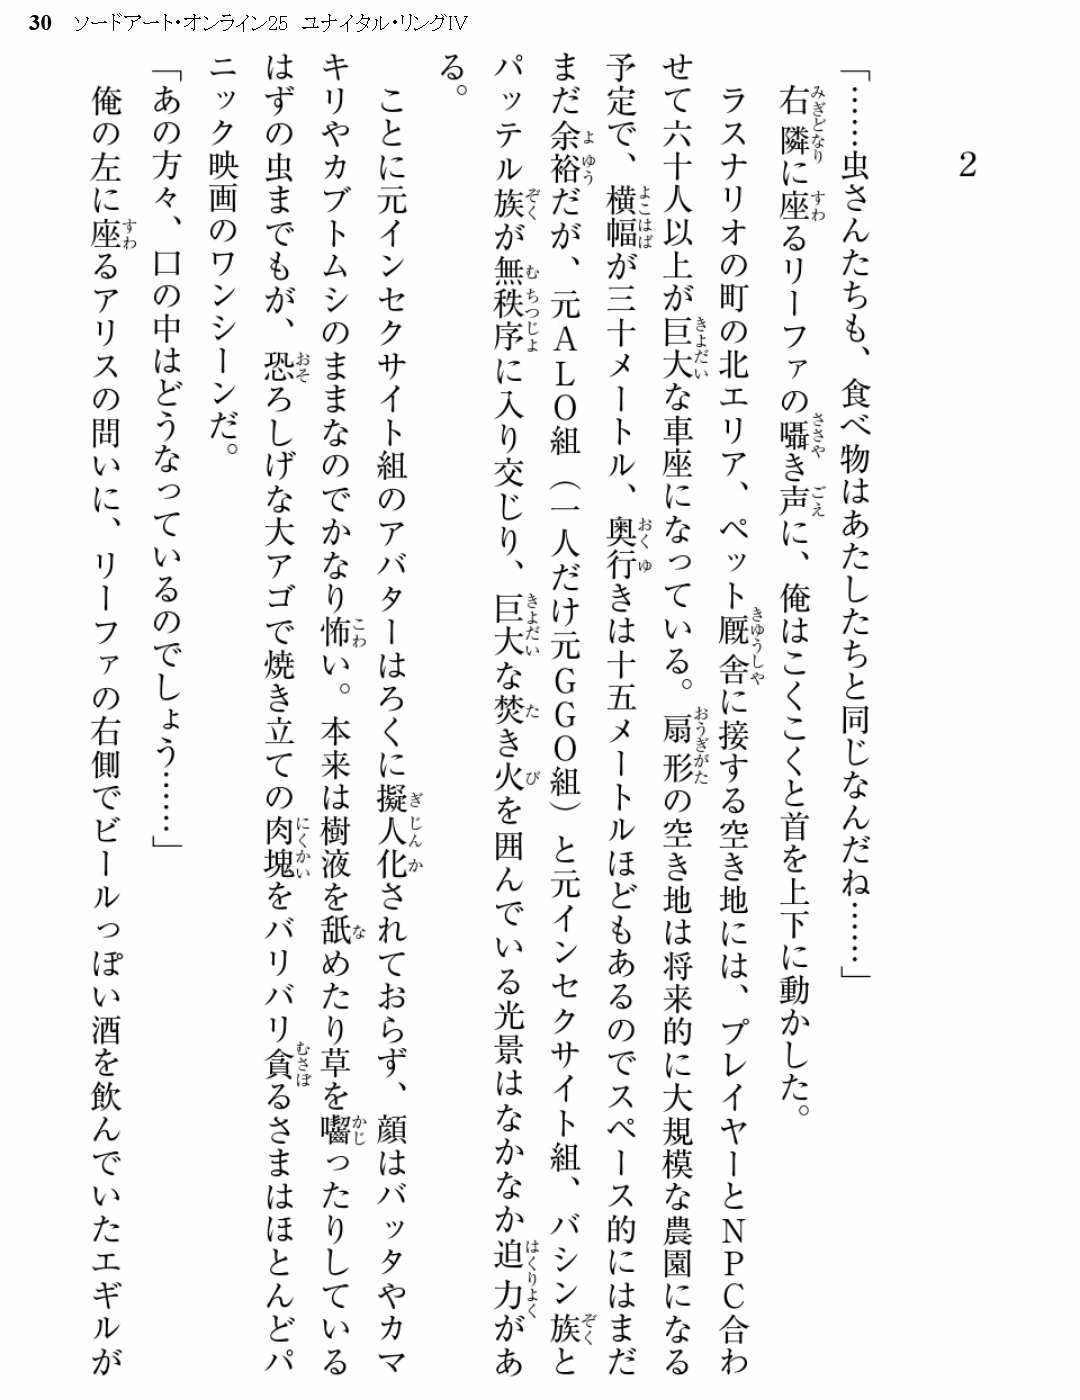 30 ソードアート・オンライン25 ユナイタル・リングⅣ
2
「……虫さんたちも、食べ物はあたしたちと同じなんだね……」
右隣に座るリーファの囁き声に、俺はこくこくと首を上下に動かした。
ラスナリオの町の北エリア、ペット厩舎に接する空き地には、プレイヤーとNPC合わ
せて六十人以上が巨大な車座になっている。扇形の空き地は将来的に大規模な農園になる
予定で、横幅が三十メートル、奥行きは十五メートルほどもあるのでスペース的にはまだ
まだ余裕だが、元ALO組（一人だけ元GGO組）と元インセクサイト組、バシン族と
パッテル族が無秩序に入り交じり、巨大な焚き火を囲んでいる光景はなかなか迫力があ
る。
ことに元インセクサイト組のアバターはろくに擬人化されておらず、顔はバッタやカマ
キリやカブトムシのままなのでかなり怖い。本来は樹液を舐めたり草を囓ったりしている
はずの虫までもが、恐ろしげな大アゴで焼き立ての肉塊をバリバリ貪るさまはほとんどパ
ニック映画のワンシーンだ。
「あの方々、口の中はどうなっているのでしょう……」
俺の左に座るアリスの問いに、リーファの右側でビールっぽい酒を飲んでいたエギルが